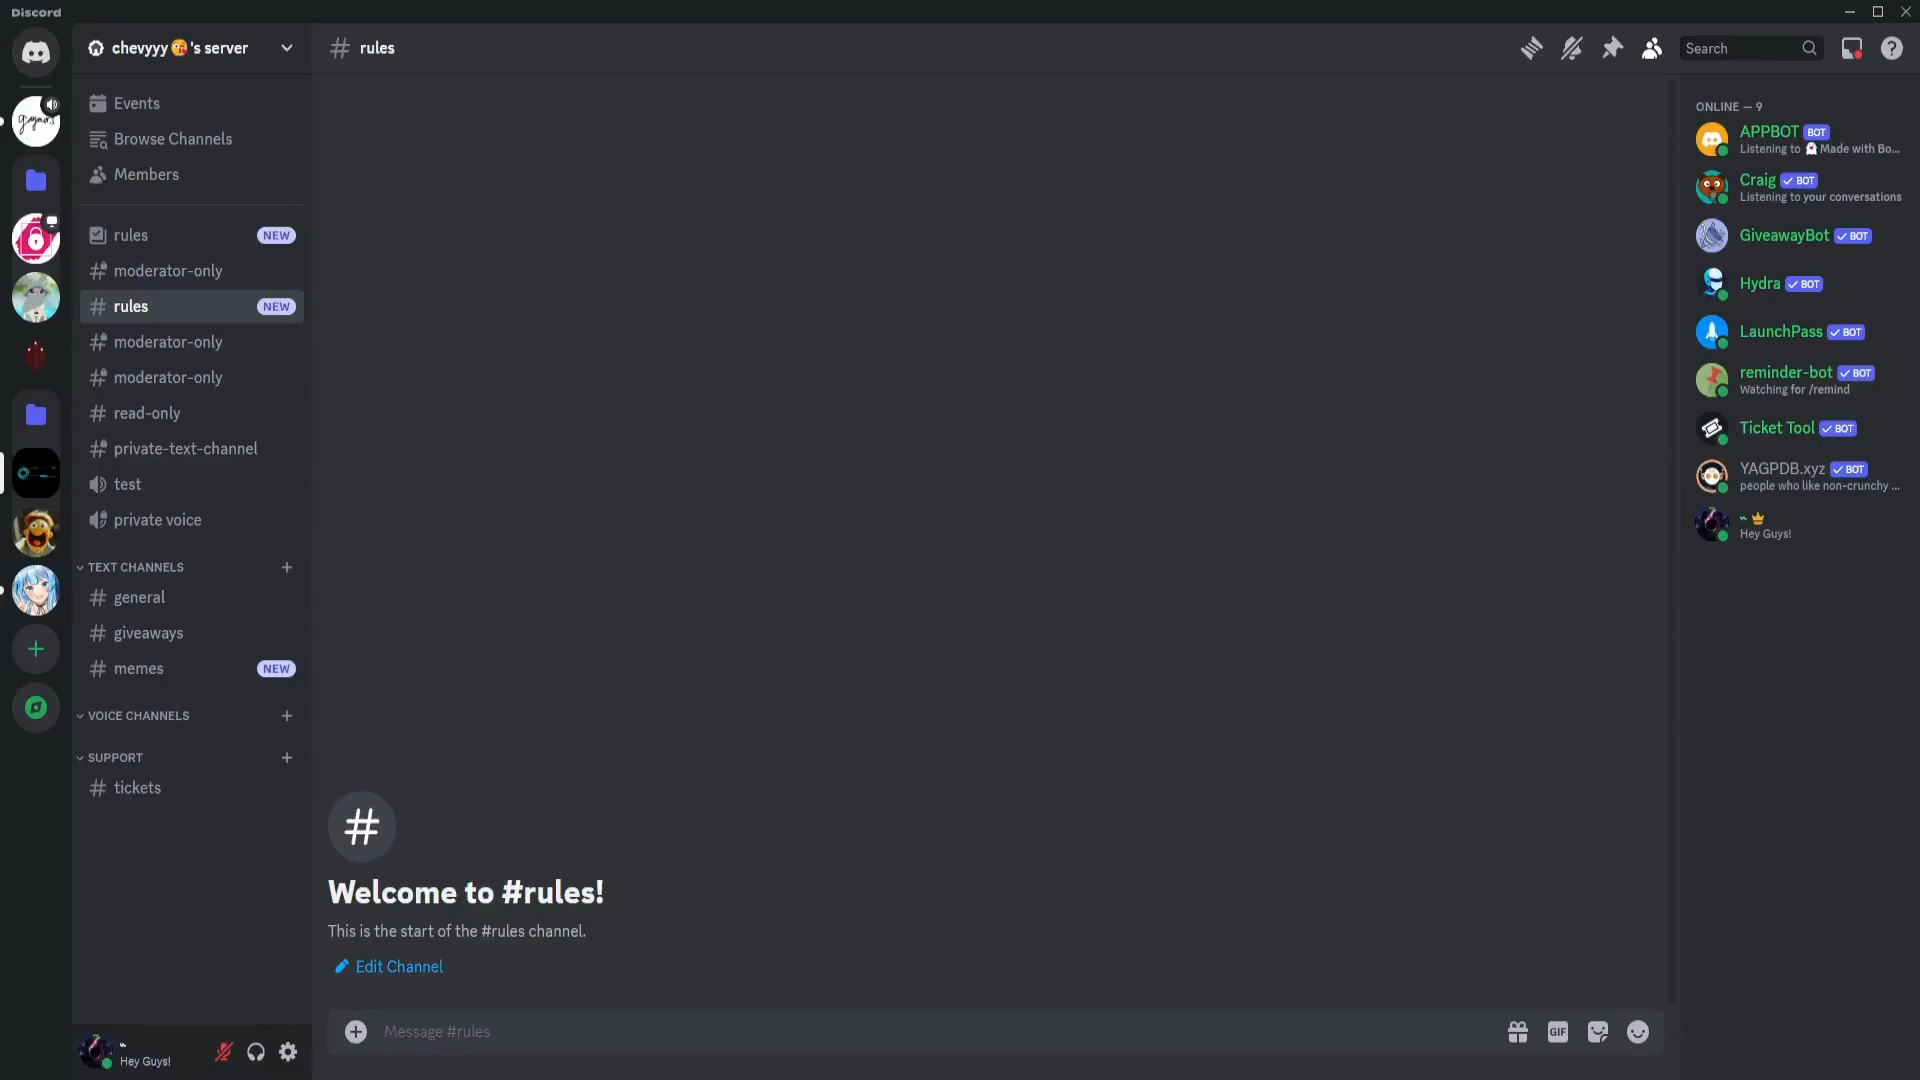 Discord
chevyyy😘's server
Events
Browse Channels
Members
rules NEW
moderator-only
rules NEW
moderator-only
moderator-only
read-only
private-text-channel
test
private voice
TEXT CHANNELS
general
giveaways
memes NEW
VOICE CHANNELS
SUPPORT
tickets
Hey Guys!
rules
Search
Welcome to #rules!
This is the start of the #rules channel.
Edit Channel
Message #rules
GIF
ONLINE — 9
APPBOT BOT
Listening to 👻 Made with Bo...
Craig BOT
Listening to your conversations
GiveawayBot BOT
Hydra BOT
LaunchPass BOT
reminder-bot BOT
Watching for /remind
Ticket Tool BOT
YAGPDB.xyz BOT
people who like non-crunchy ...
Hey Guys!